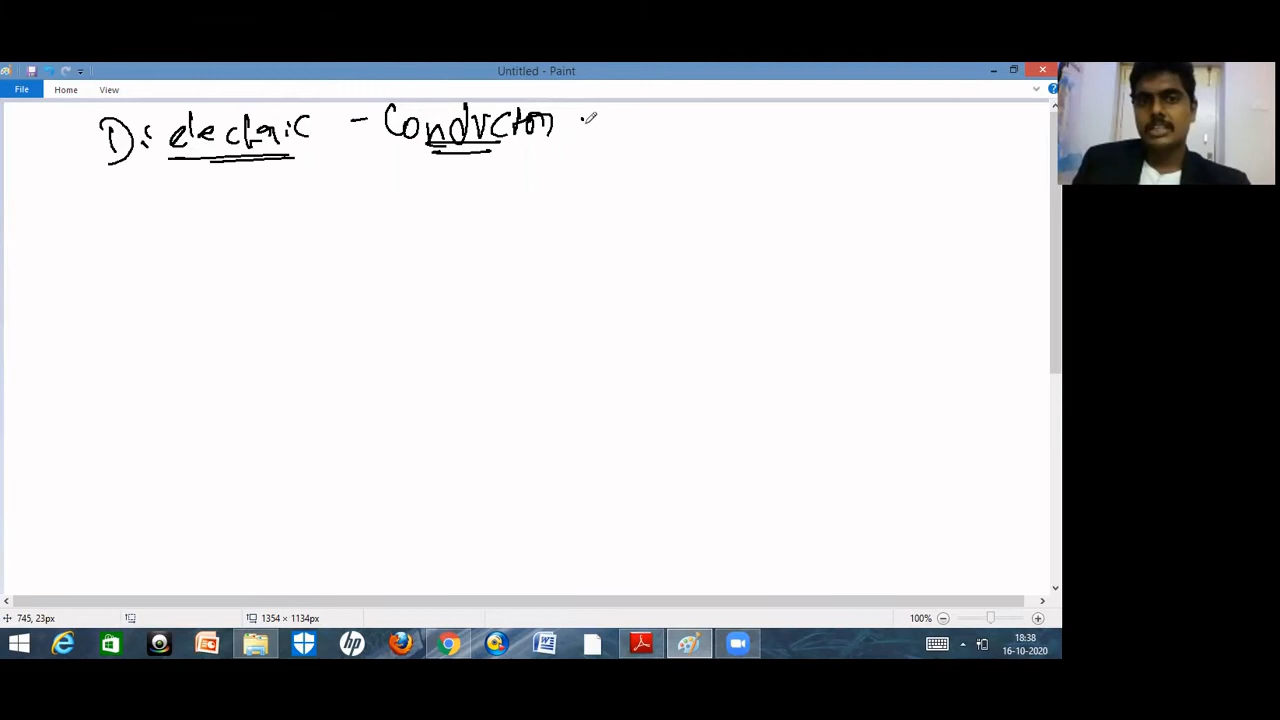 Untitled - Paint
File Home View
Dielectric - Conductor
745, 23px 1354 × 1134px 100%
18:38
16-10-2020